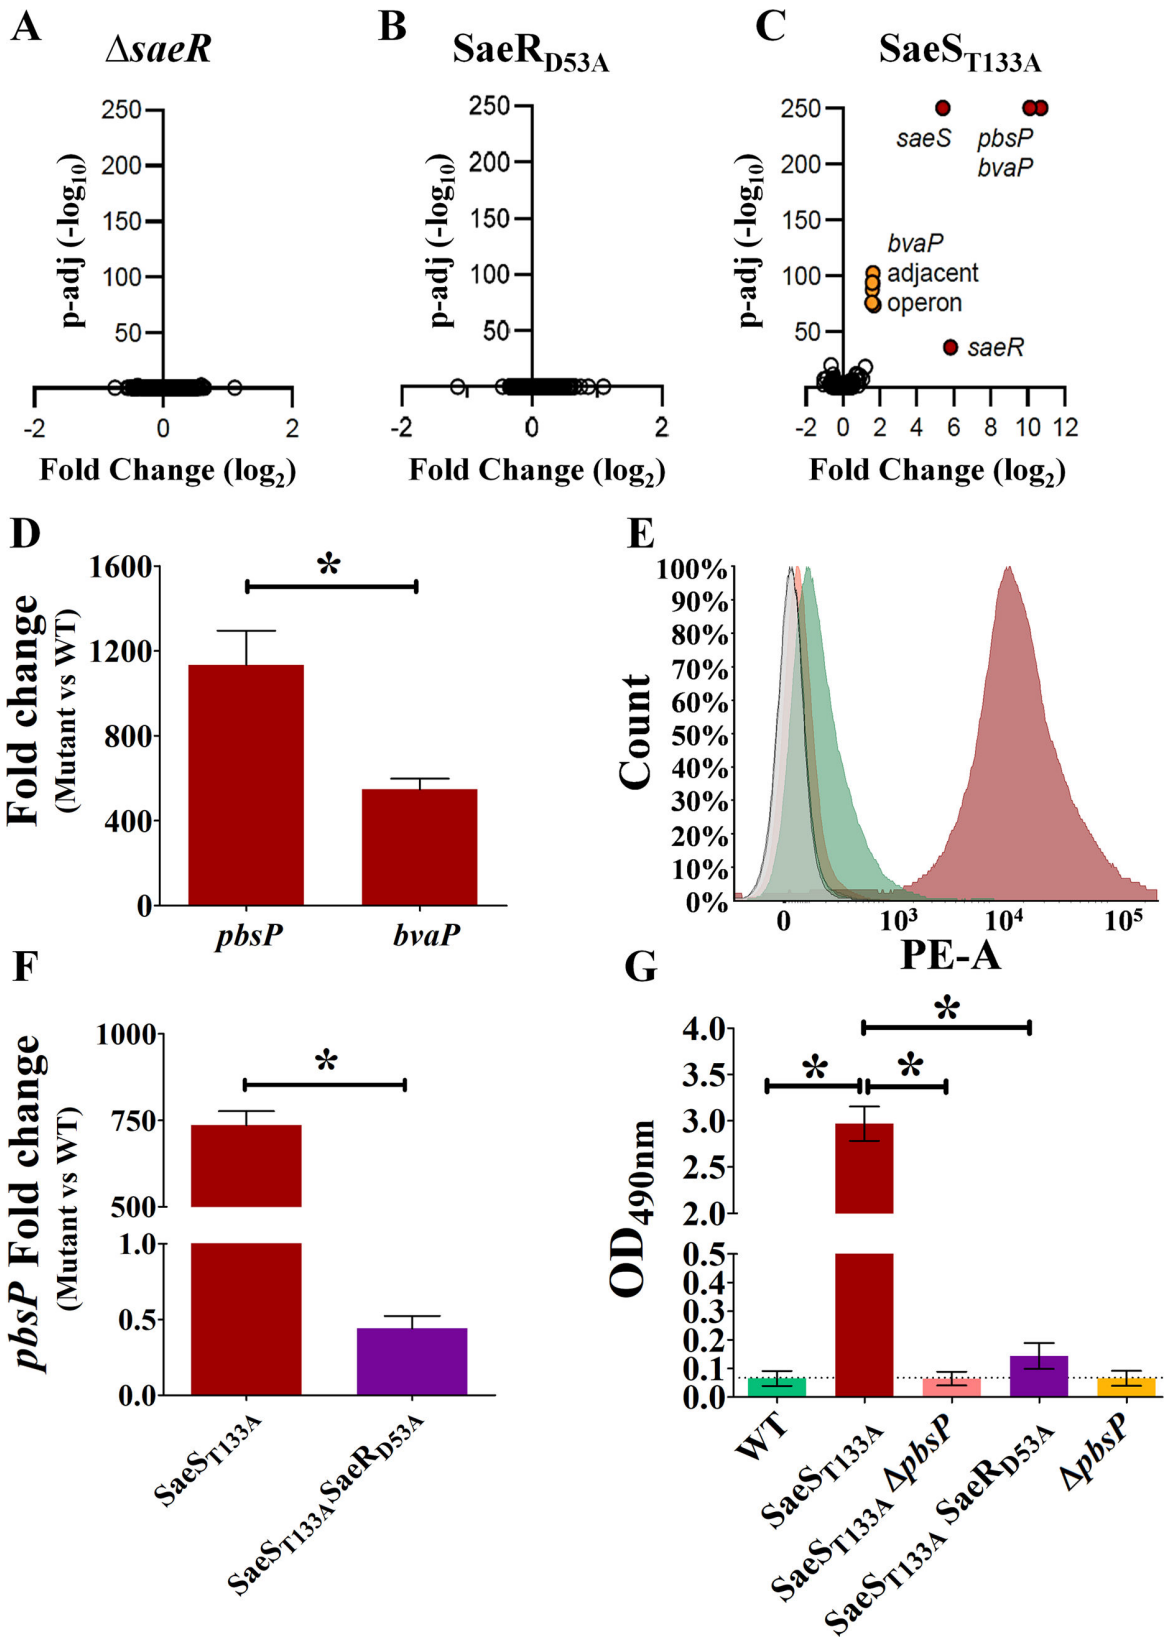 A
ΔsaeR
250
200
150
100
50
p-adj (-log10)
-2
0
2
Fold Change (log2)
B
SaeRD53A
250
200
150
100
50
p-adj (-log10)
-2
0
2
Fold Change (log2)
C
SaeST133A
250
200
150
100
50
p-adj (-log10)
saeS
pbsP
bvaP
bvaP
adjacent
operon
saeR
-2 0 2 4 6 8 10 12
Fold Change (log2)
D
Fold change
(Mutant vs WT)
1600
1200
800
400
0
*
pbsP
bvaP
E
Count
100%
90%
80%
70%
60%
50%
40%
30%
20%
10%
0%
0
103
104
105
PE-A
F
pbsP Fold change
(Mutant vs WT)
1000
750
500
1.0
0.5
0.0
*
SaeST133A
SaeST133ASaeRD53A
G
OD490nm
4.0
3.5
3.0
2.5
2.0
0.5
0.4
0.3
0.2
0.1
0.0
*
*
*
WT
SaeST133A
SaeST133A ΔpbsP
SaeST133A SaeRD53A
ΔpbsP